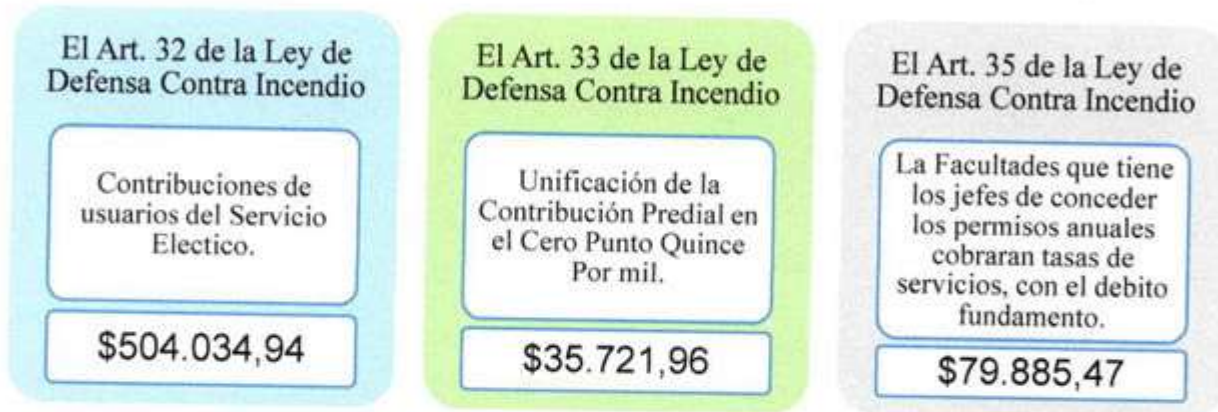 El Art. 32 de la Ley de
Defensa Contra Incendio
Contribuciones de
usuarios del Servicio
Electico.
$504.034,94
El Art. 33 de la Ley de
Defensa Contra Incendio
Unificación de la
Contribución Predial en
el Cero Punto Quince
Por mil.
$35.721,96
El Art. 35 de la Ley de
Defensa Contra Incendio
La Facultades que tiene
los jefes de conceder
los permisos anuales
cobraran tasas de
servicios, con el debito
fundamento.
$79.885,47